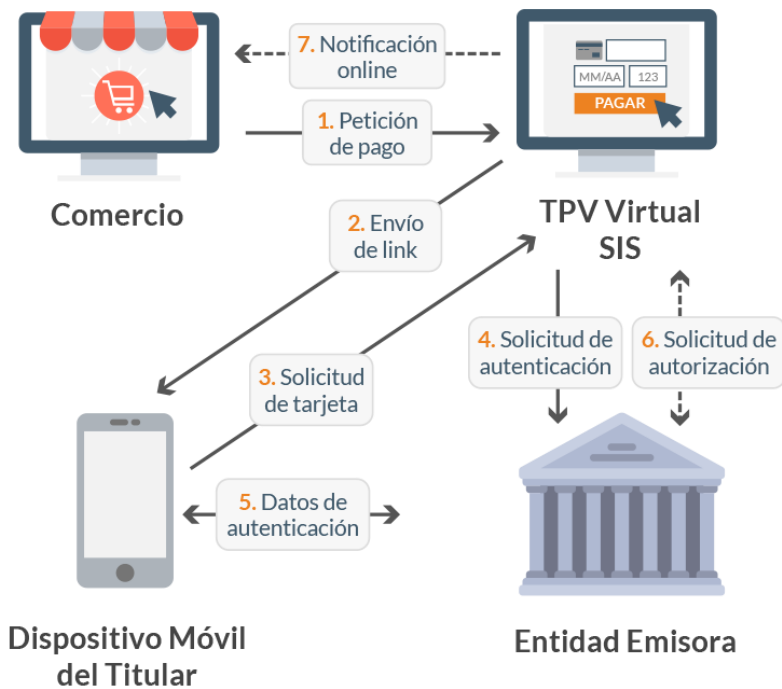 7. Notificación
online
MM/AA
123
PAGAR
1. Petición
de pago
Comercio
TPV Virtual
SIS
2. Envío
de link
4. Solicitud de
autenticación
6. Solicitud de
autorización
3. Solicitud
de tarjeta
5. Datos de
autenticación
Dispositivo Móvil
del Titular
Entidad Emisora